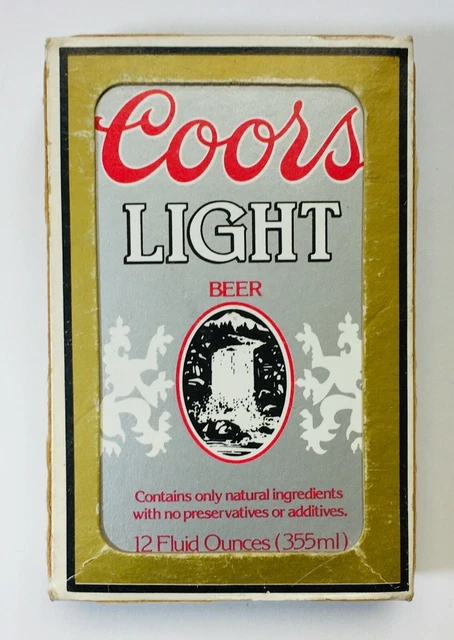 Coors
LIGHT
BEER
Contains only natural ingredients
with no preservatives or additives.
12 Fluid Ounces (355ml)